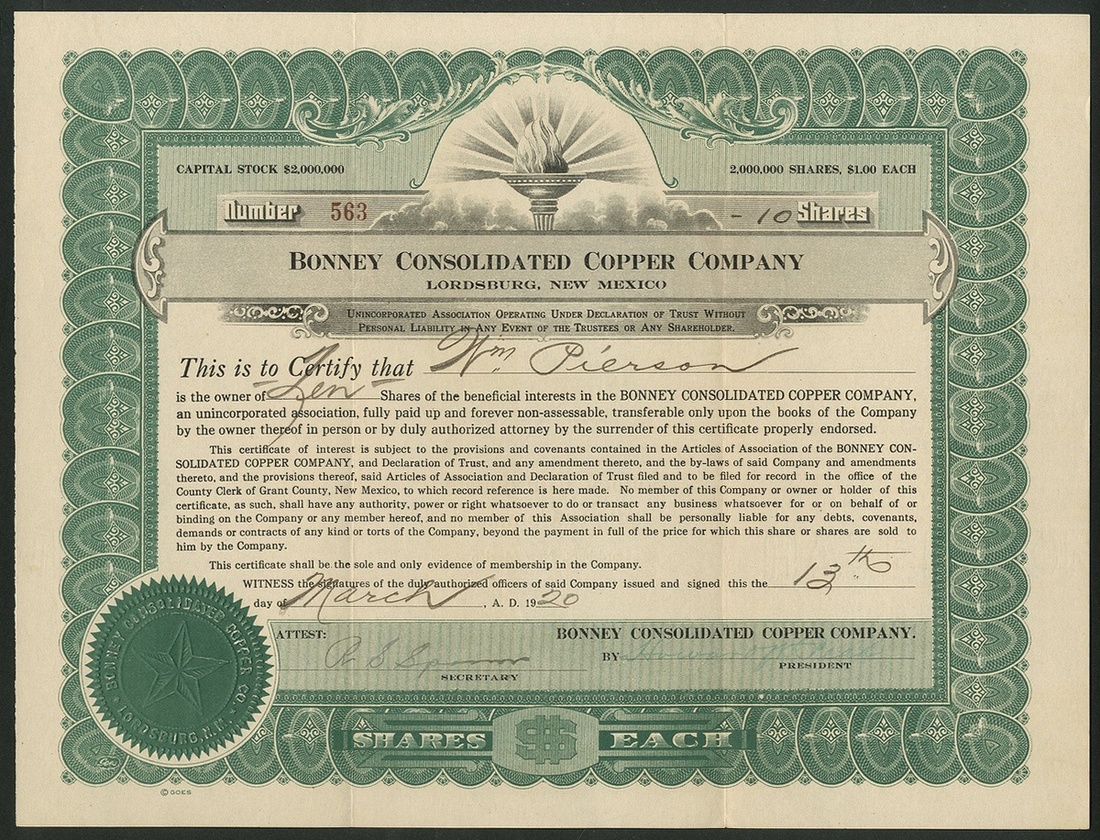 CAPITAL STOCK $2,000,000
2,000,000 SHARES, $1.00 EACH
Number 563
- 10 Shares
BONNEY CONSOLIDATED COPPER COMPANY
LORDSBURG, NEW MEXICO
UNINCORPORATED ASSOCIATION OPERATING UNDER DECLARATION OF TRUST WITHOUT
PERSONAL LIABILITY IN ANY EVENT OF THE TRUSTEES OR ANY SHAREHOLDER.
This is to Certify that Wm Pierson
is the owner of -Ten- Shares of the beneficial interests in the BONNEY CONSOLIDATED COPPER COMPANY,
an unincorporated association, fully paid up and forever non-assessable, transferable only upon the books of the Company
by the owner thereof in person or by duly authorized attorney by the surrender of this certificate properly endorsed.
This certificate of interest is subject to the provisions and covenants contained in the Articles of Association of the BONNEY CON-
SOLIDATED COPPER COMPANY, and Declaration of Trust, and any amendment thereto, and the by-laws of said Company and amendments
thereto, and the provisions thereof, said Articles of Association and Declaration of Trust filed and to be filed for record in the office of the
County Clerk of Grant County, New Mexico, to which record reference is here made. No member of this Company or owner or holder of this
certificate, as such, shall have any authority, power or right whatsoever to do or transact any business whatsoever for or on behalf of or
binding on the Company or any member hereof, and no member of this Association shall be personally liable for any debts, covenants,
demands or contracts of any kind or torts of the Company, beyond the payment in full of the price for which this share or shares are sold to
him by the Company.
This certificate shall be the sole and only evidence of membership in the Company.
WITNESS the signatures of the duly authorized officers of said Company issued and signed this the 13th
day of March, A. D. 1920
ATTEST:
BONNEY CONSOLIDATED COPPER COMPANY.
R S
SECRETARY
BY Howard
PRESIDENT
BONNEY CONSOLIDATED COPPER CO.
LORDSBURG, N.M.
SHARES $ EACH
Goes
© GOES